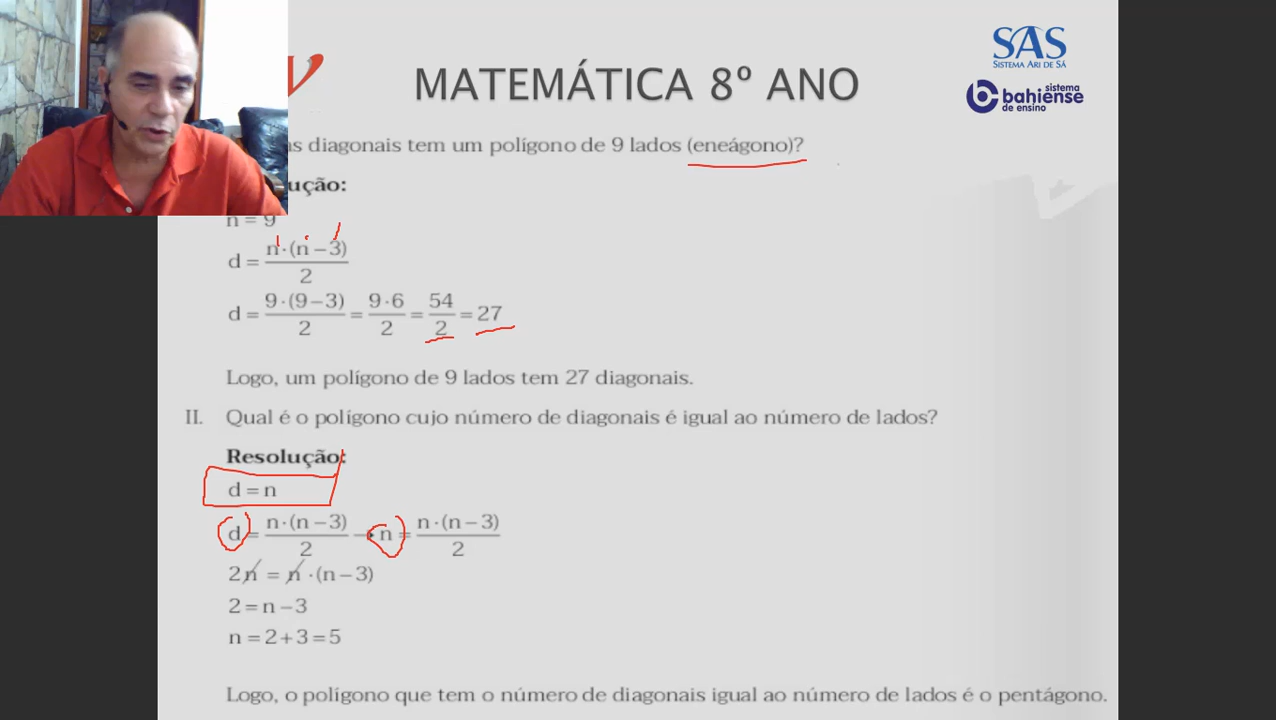 SAS
SISTEMA ARI DE SÁ
MATEMÁTICA 8º ANO
sistema
bahiense
de ensino
diagonais tem um polígono de 9 lados (eneágono)?
ução:
n = 9
d = n·(n−3)/2
d = 9·(9−3)/2 = 9·6/2 = 54/2 = 27
Logo, um polígono de 9 lados tem 27 diagonais.
II. Qual é o polígono cujo número de diagonais é igual ao número de lados?
Resolução:
d = n
d = n·(n−3)/2 → n = n·(n−3)/2
2n = n·(n−3)
2 = n−3
n = 2+3 = 5
Logo, o polígono que tem o número de diagonais igual ao número de lados é o pentágono.